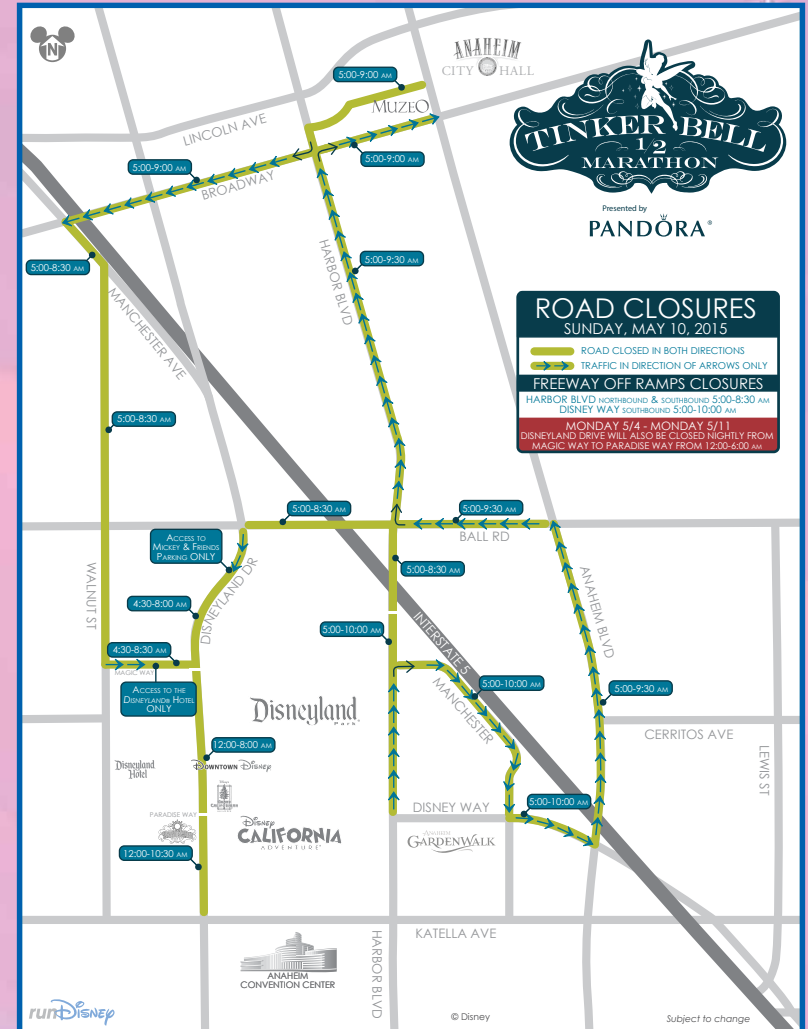 N
ANAHEIM
CITY HALL
5:00-9:00 AM
MUZEO
LINCOLN AVE
5:00-9:00 AM
5:00-9:00 AM
BROADWAY
TINKER BELL
1/2
MARATHON
Presented by
PANDORA®
5:00-8:30 AM
HARBOR BLVD
5:00-9:30 AM
MANCHESTER AVE
ROAD CLOSURES
SUNDAY, MAY 10, 2015
ROAD CLOSED IN BOTH DIRECTIONS
TRAFFIC IN DIRECTION OF ARROWS ONLY
FREEWAY OFF RAMPS CLOSURES
HARBOR BLVD NORTHBOUND & SOUTHBOUND 5:00-8:30 AM
DISNEY WAY SOUTHBOUND 5:00-10:00 AM
MONDAY 5/4 - MONDAY 5/11
DISNEYLAND DRIVE WILL ALSO BE CLOSED NIGHTLY FROM
MAGIC WAY TO PARADISE WAY FROM 12:00-6:00 AM
5:00-8:30 AM
5:00-8:30 AM
5:00-9:30 AM
BALL RD
ACCESS TO
MICKEY & FRIENDS
PARKING ONLY
5:00-8:30 AM
WALNUT ST
DISNEYLAND DR
4:30-8:00 AM
ANAHEIM BLVD
5:00-10:00 AM
INTERSTATE 5
4:30-8:30 AM
MAGIC WAY
ACCESS TO THE
DISNEYLAND® HOTEL
ONLY
MANCHESTER
5:00-10:00 AM
5:00-9:30 AM
Disneyland
Park
CERRITOS AVE
12:00-8:00 AM
Disneyland
Hotel
DOWNTOWN Disney
LEWIS ST
PARADISE WAY
DISNEY WAY
5:00-10:00 AM
Disney
CALIFORNIA
ADVENTURE
ANAHEIM
GARDENWALK
12:00-10:30 AM
KATELLA AVE
HARBOR BLVD
ANAHEIM
CONVENTION CENTER
runDisney
© Disney
Subject to change